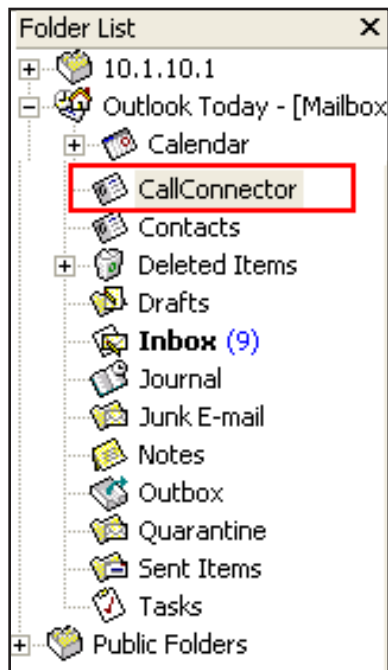 Folder List
10.1.10.1
Outlook Today - [Mailbox
Calendar
CallConnector
Contacts
Deleted Items
Drafts
Inbox (9)
Journal
Junk E-mail
Notes
Outbox
Quarantine
Sent Items
Tasks
Public Folders